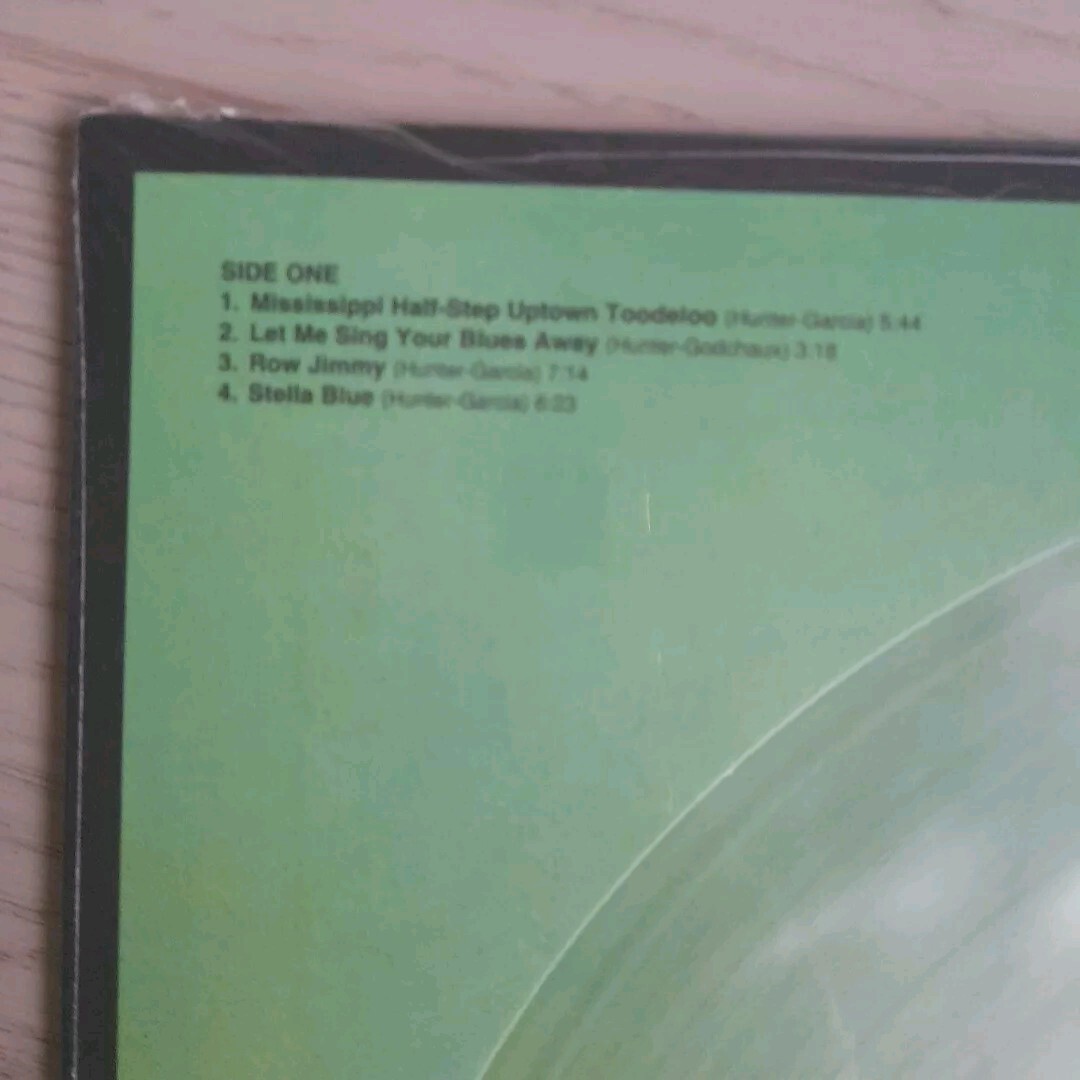 SIDE ONE
1. Mississippi Half-Step Uptown Toodeloo (Hunter-Garcia) 5:44
2. Let Me Sing Your Blues Away (Hunter-Godchaux) 3:18
3. Row Jimmy (Hunter-Garcia) 7:14
4. Stella Blue (Hunter-Garcia) 6:23